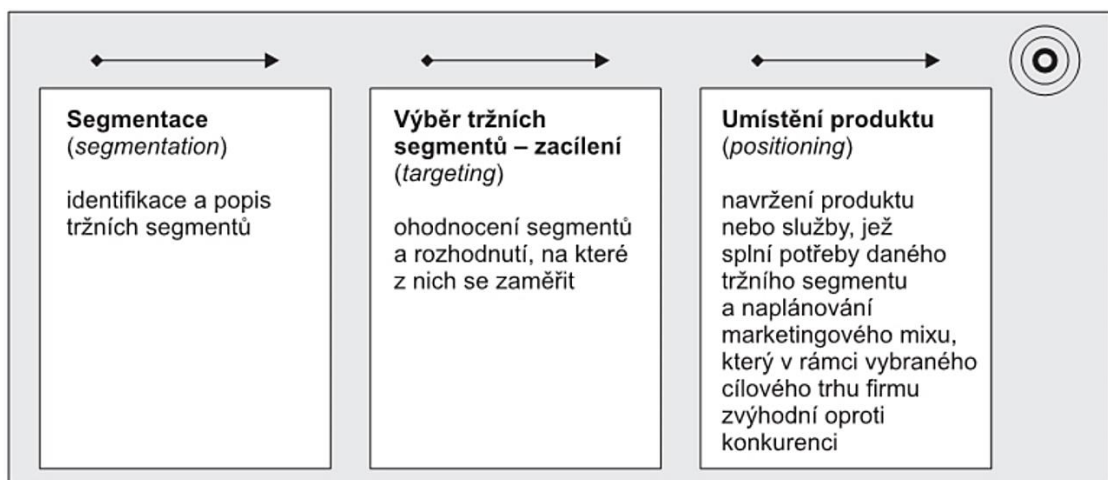 Segmentace
(segmentation)
identifikace a popis
tržních segmentů
Výběr tržních
segmentů – zacílení
(targeting)
ohodnocení segmentů
a rozhodnutí, na které
z nich se zaměřit
Umístění produktu
(positioning)
navržení produktu
nebo služby, jež
splní potřeby daného
tržního segmentu
a naplánování
marketingového mixu,
který v rámci vybraného
cílového trhu firmu
zvýhodní oproti
konkurenci